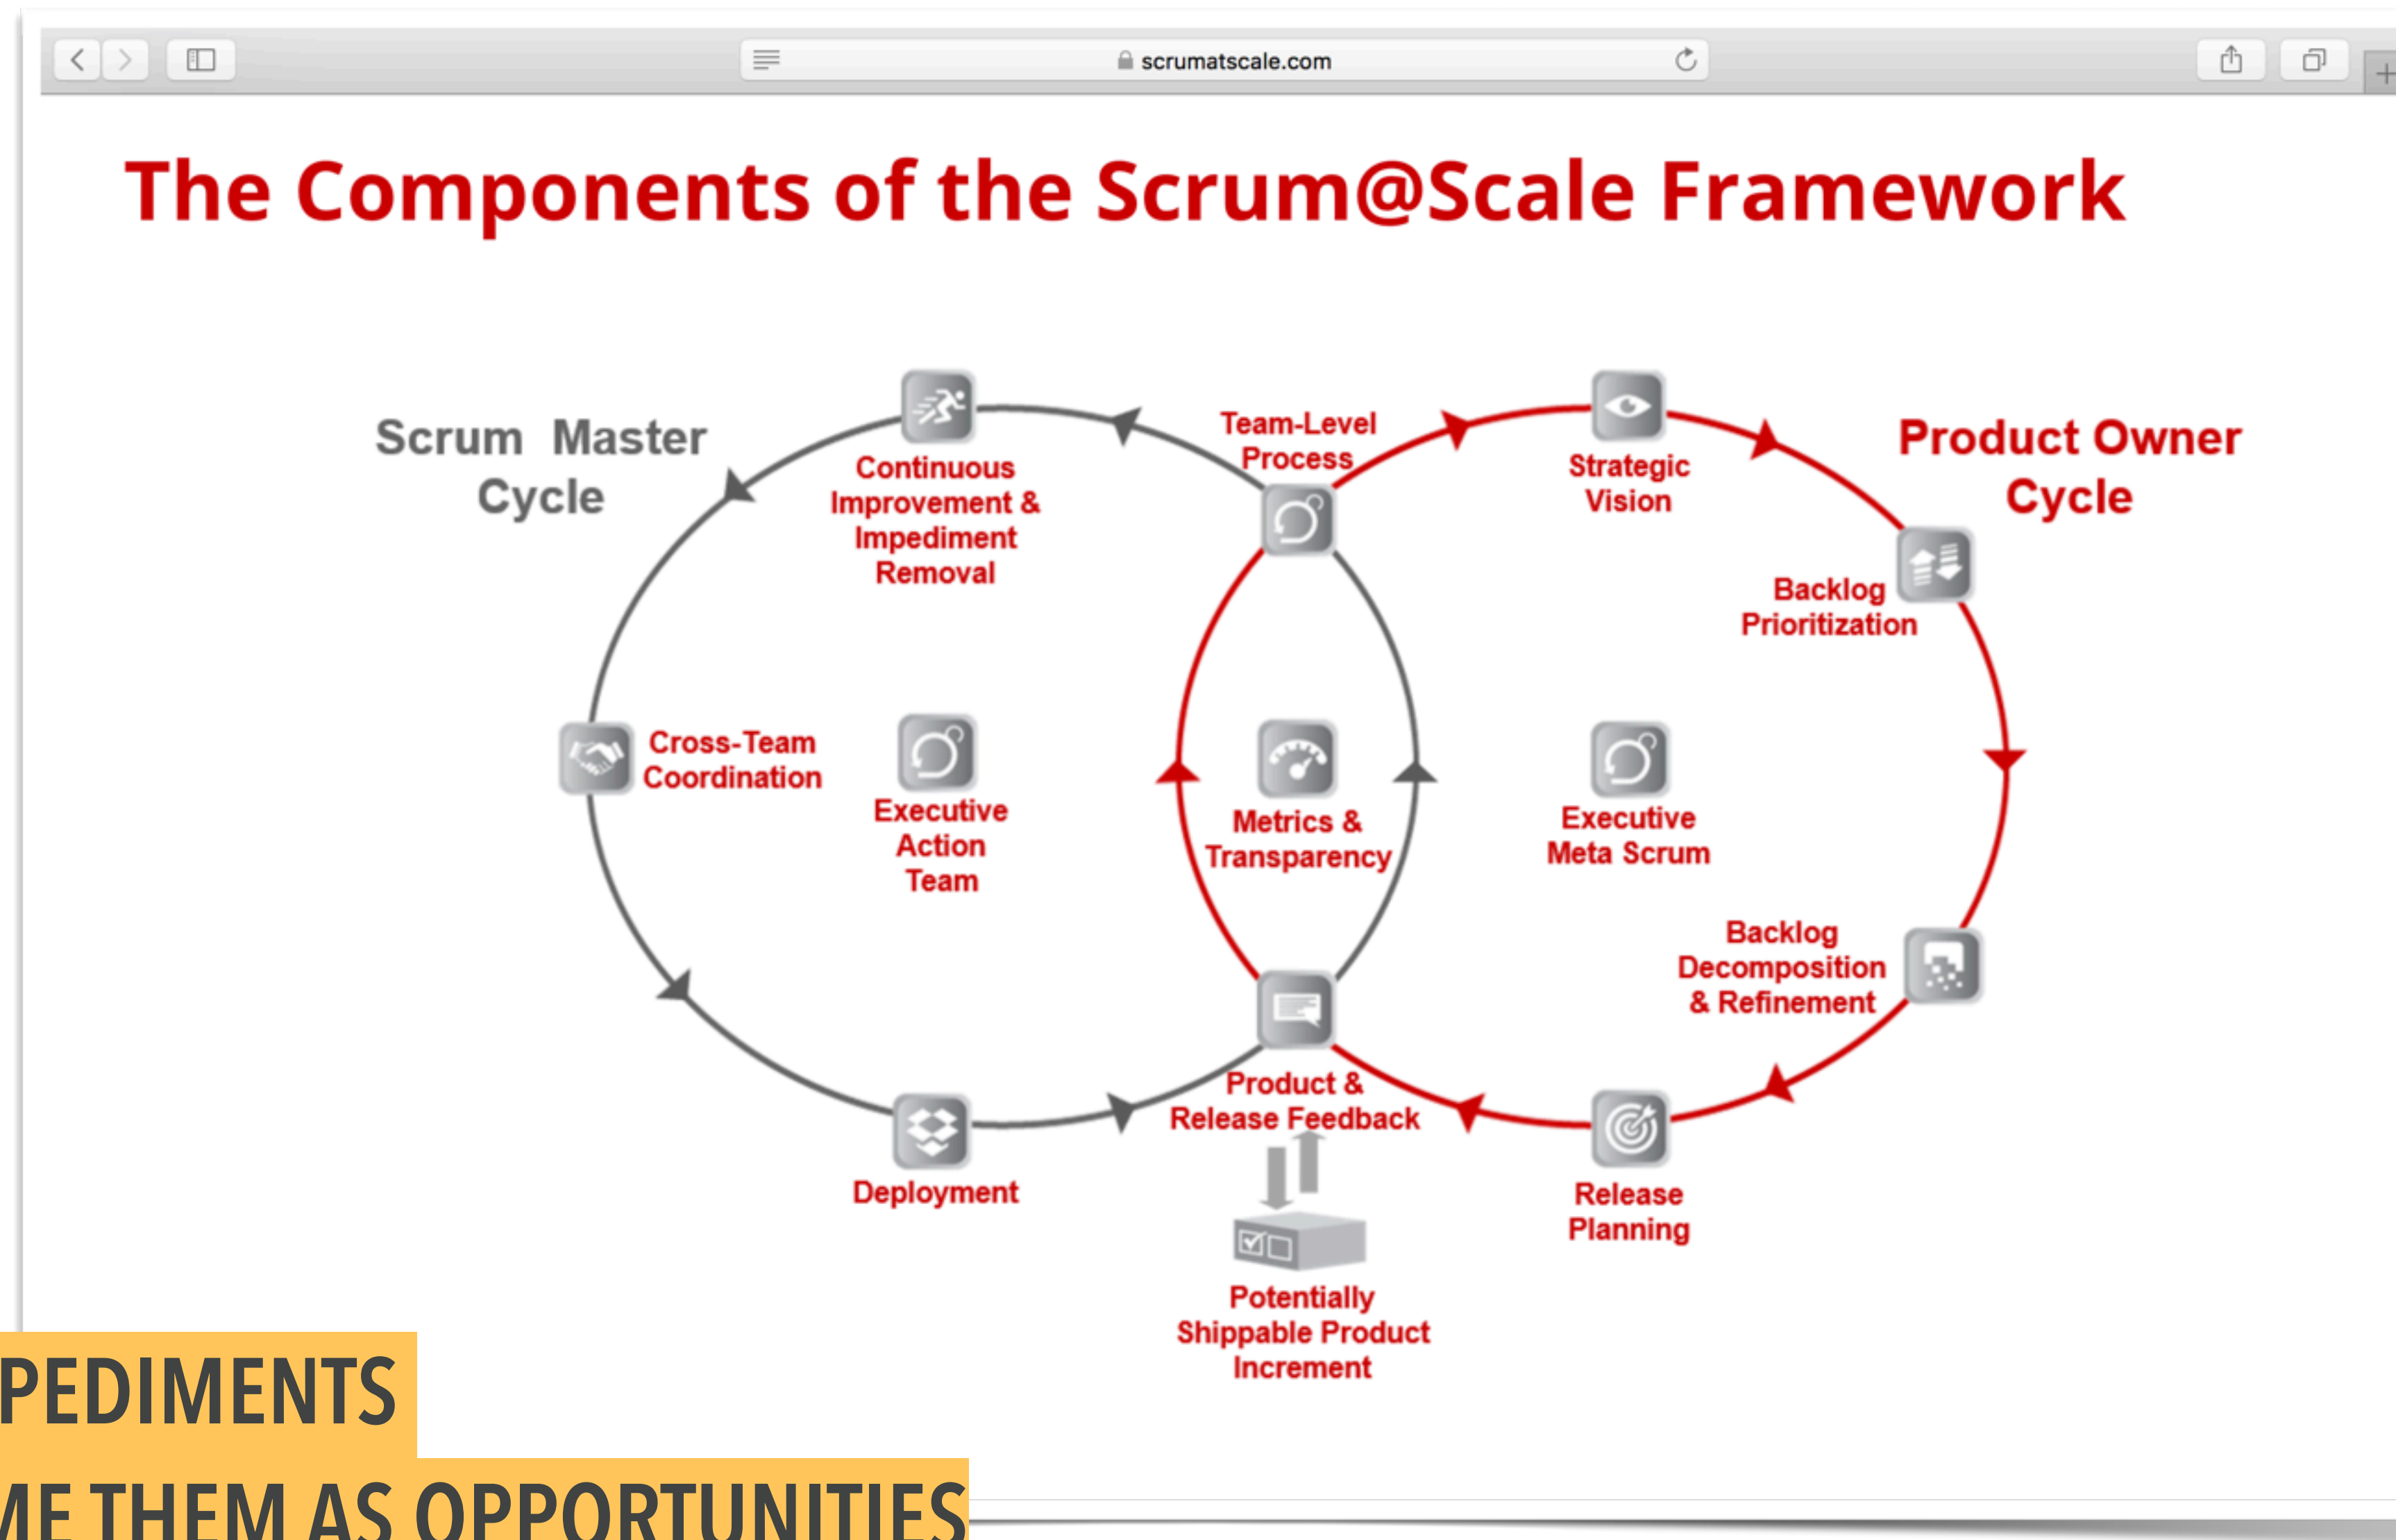 scrumatscale.com
The Components of the Scrum@Scale Framework
Scrum Master
Cycle
Continuous
Improvement &
Impediment
Removal
Team-Level
Process
Strategic
Vision
Product Owner
Cycle
Backlog
Prioritization
Cross-Team
Coordination
Executive
Action
Team
Metrics &
Transparency
Executive
Meta Scrum
Backlog
Decomposition
& Refinement
Product &
Release Feedback
Deployment
Release
Planning
Potentially
Shippable Product
Increment
PEDIMENTS
ME THEM AS OPPORTUNITIES